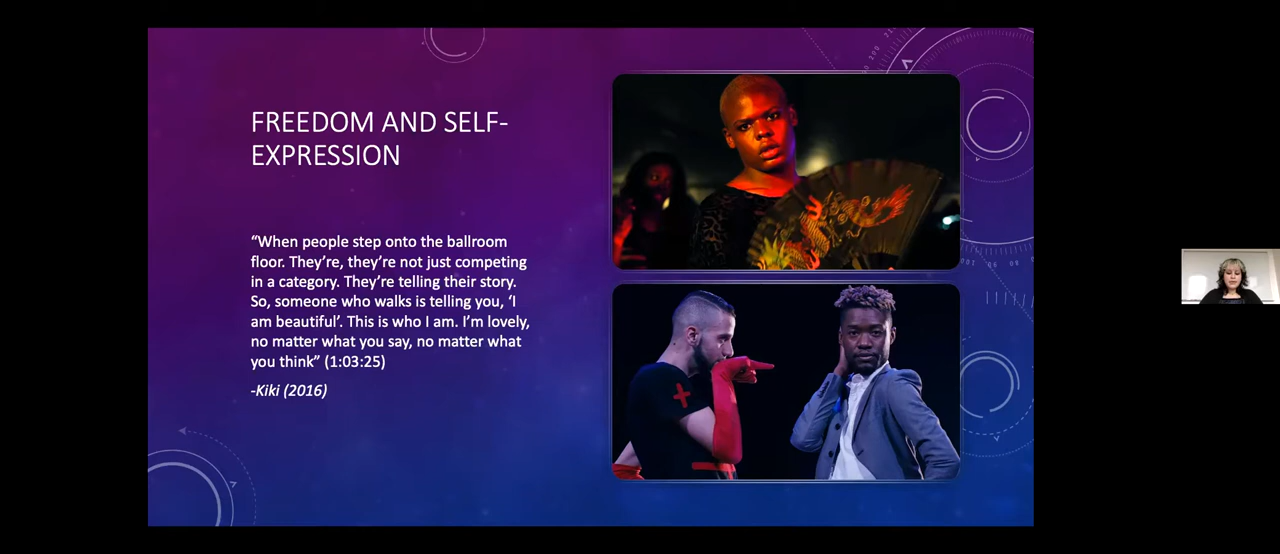 FREEDOM AND SELF-
EXPRESSION
“When people step onto the ballroom
floor. They’re, they’re not just competing
in a category. They’re telling their story.
So, someone who walks is telling you, ‘I
am beautiful’. This is who I am. I’m lovely,
no matter what you say, no matter what
you think” (1:03:25)
-Kiki (2016)